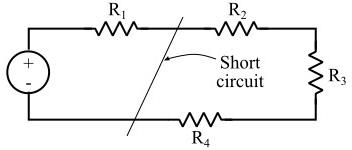 R1 R2
+
-
Short
circuit
R3
R4